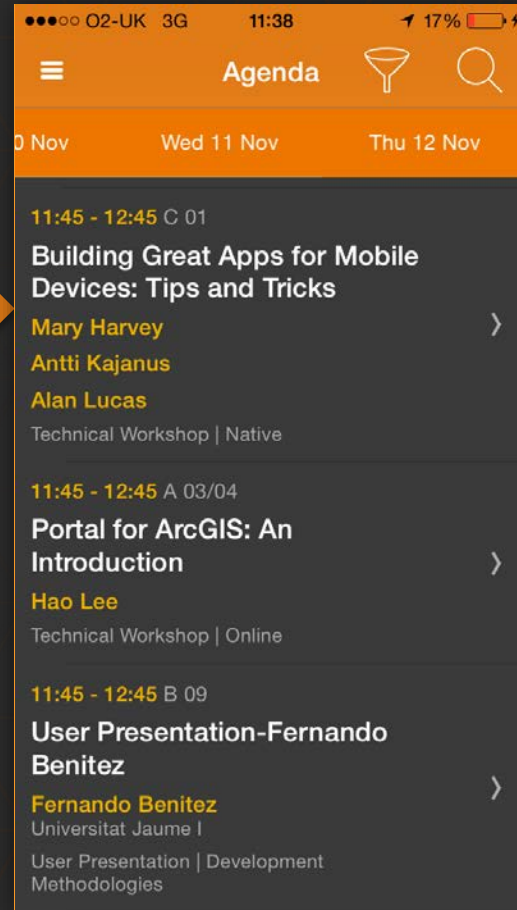 O2-UK 3G 11:38 17%
Agenda
0 Nov Wed 11 Nov Thu 12 Nov
11:45 - 12:45 C 01
Building Great Apps for Mobile
Devices: Tips and Tricks
Mary Harvey
Antti Kajanus
Alan Lucas
Technical Workshop | Native
11:45 - 12:45 A 03/04
Portal for ArcGIS: An
Introduction
Hao Lee
Technical Workshop | Online
11:45 - 12:45 B 09
User Presentation-Fernando
Benitez
Fernando Benitez
Universitat Jaume I
User Presentation | Development
Methodologies